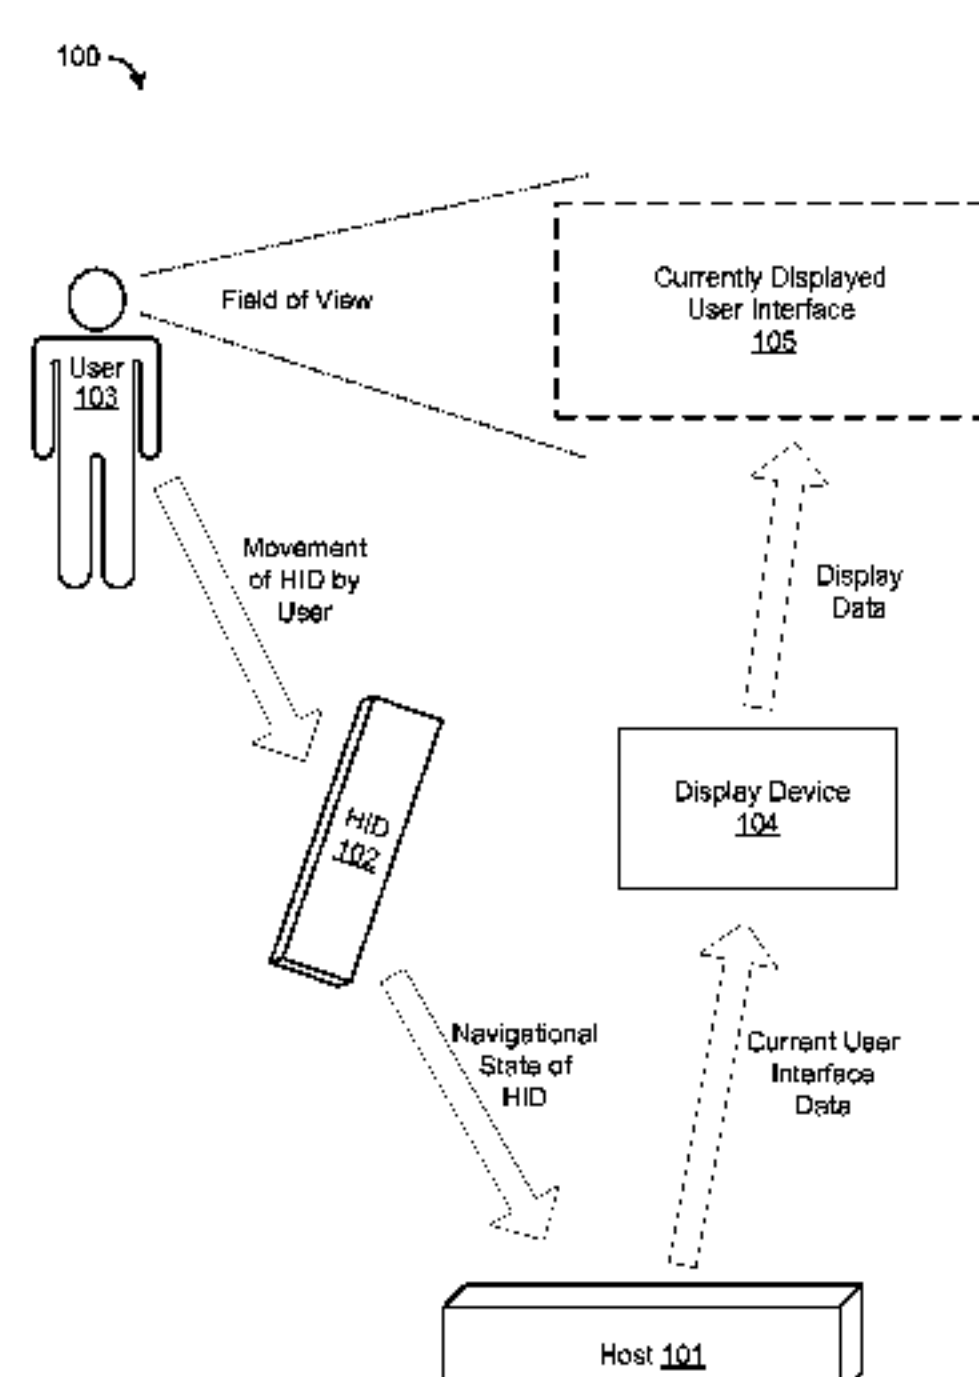 100
Currently Displayed
User Interface
105
Field of View
User
103
Movement
of HID by
User
Display
Data
HID
102
Display Device
104
Navigational
State of
HID
Current User
Interface
Data
Host 101